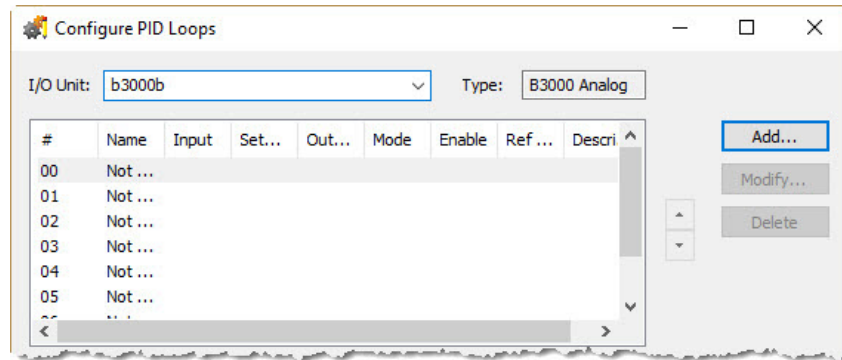 Configure PID Loops
I/O Unit: b3000b Type: B3000 Analog
# Name Input Set... Out... Mode Enable Ref ... Descri
00 Not ...
01 Not ...
02 Not ...
03 Not ...
04 Not ...
05 Not ...
Add...
Modify...
Delete